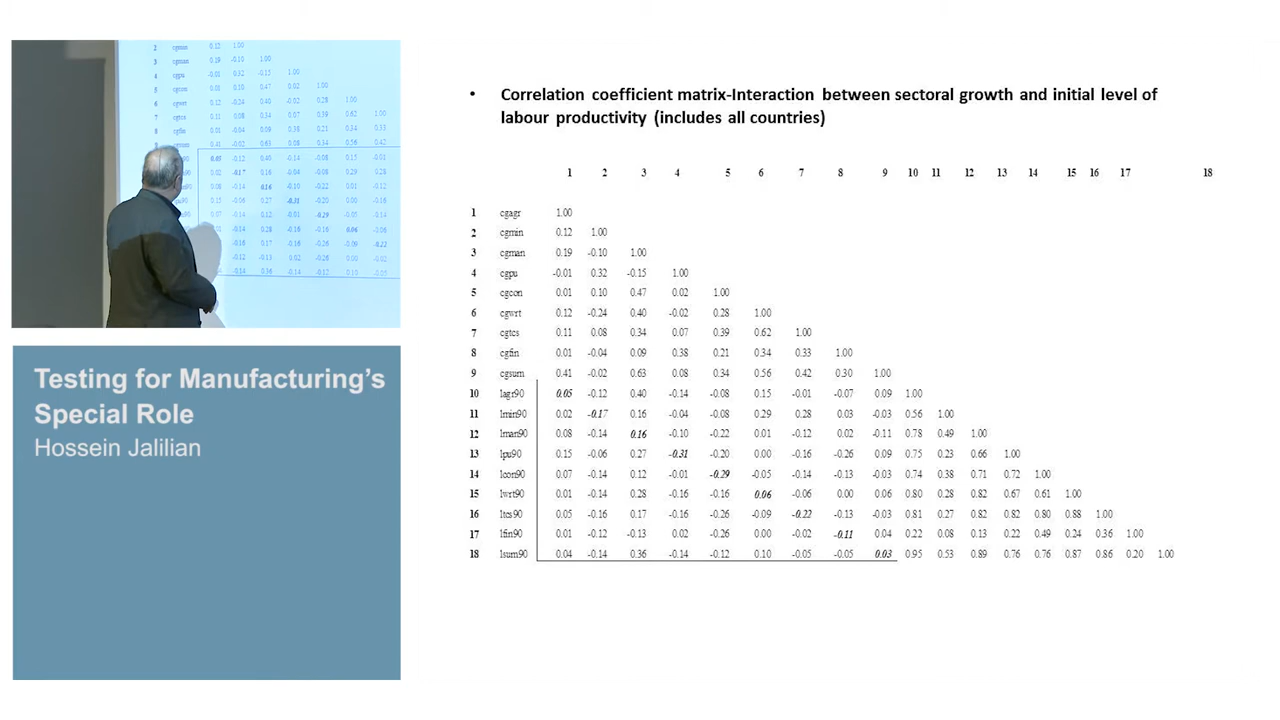 • Correlation coefficient matrix-Interaction between sectoral growth and initial level of
labour productivity (includes all countries)
1 2 3 4 5 6 7 8 9 10 11 12 13 14 15 16 17 18
1 cgagr 1.00
2 cgmin 0.12 1.00
3 cgman 0.19 -0.10 1.00
4 cgpu -0.01 0.32 -0.15 1.00
5 cgcon 0.01 0.10 0.47 0.02 1.00
6 cgwrt 0.12 -0.24 0.40 -0.02 0.28 1.00
7 cgtcs 0.11 0.08 0.34 0.07 0.39 0.62 1.00
8 cgfin 0.01 -0.04 0.09 0.38 0.21 0.34 0.33 1.00
9 cgsum 0.41 -0.02 0.63 0.08 0.34 0.56 0.42 0.30 1.00
10 lagr90 0.05 -0.12 0.40 -0.14 -0.08 0.15 -0.01 -0.07 0.09 1.00
11 lmin90 0.02 -0.17 0.16 -0.04 -0.08 0.29 0.28 0.03 -0.03 0.56 1.00
12 lman90 0.08 -0.14 0.16 -0.10 -0.22 0.01 -0.12 0.02 -0.11 0.78 0.49 1.00
13 lpu90 0.15 -0.06 0.27 -0.31 -0.20 0.00 -0.16 -0.26 0.09 0.75 0.23 0.66 1.00
14 lcon90 0.07 -0.14 0.12 -0.01 -0.29 -0.05 -0.14 -0.13 -0.03 0.74 0.38 0.71 0.72 1.00
15 lwrt90 0.01 -0.14 0.28 -0.16 -0.16 0.06 -0.06 0.00 0.06 0.80 0.28 0.82 0.67 0.61 1.00
16 ltcs90 0.05 -0.16 0.17 -0.16 -0.26 -0.09 -0.22 -0.13 -0.03 0.81 0.27 0.82 0.82 0.80 0.88 1.00
17 lfin90 0.01 -0.12 -0.13 0.02 -0.26 0.00 -0.02 -0.11 0.04 0.22 0.08 0.13 0.22 0.49 0.24 0.36 1.00
18 lsum90 0.04 -0.14 0.36 -0.14 -0.12 0.10 -0.05 -0.05 0.03 0.95 0.53 0.89 0.76 0.76 0.87 0.86 0.20 1.00
Testing for Manufacturing's
Special Role
Hossein Jalilian